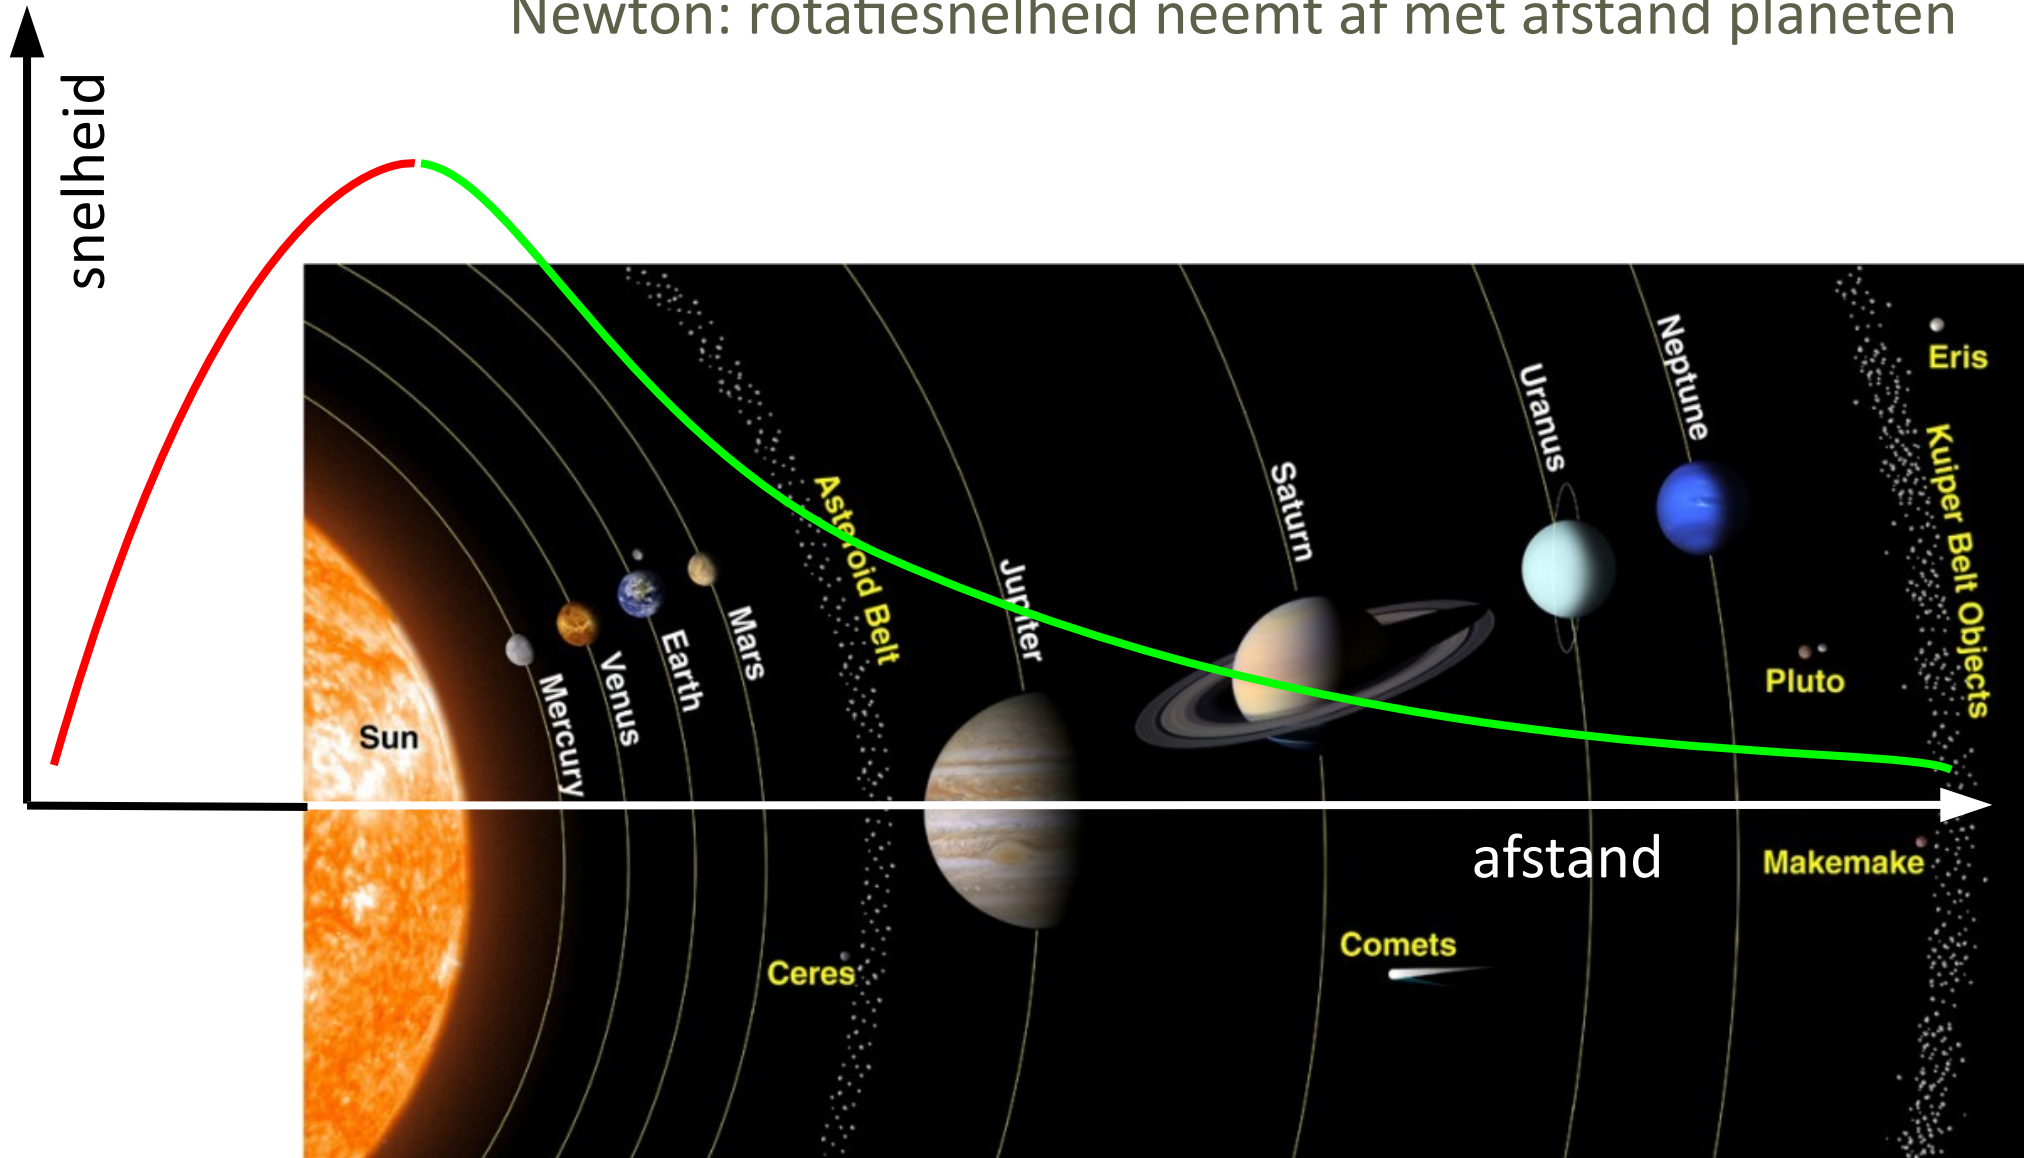 Newton: rotatiesnelheid neemt af met afstand planeten
snelheid
Sun
Mercury
Venus
Earth
Mars
Asteroid Belt
Ceres
Jupiter
Saturn
Uranus
Neptune
Comets
Pluto
Eris
Kuiper Belt Objects
Makemake
afstand